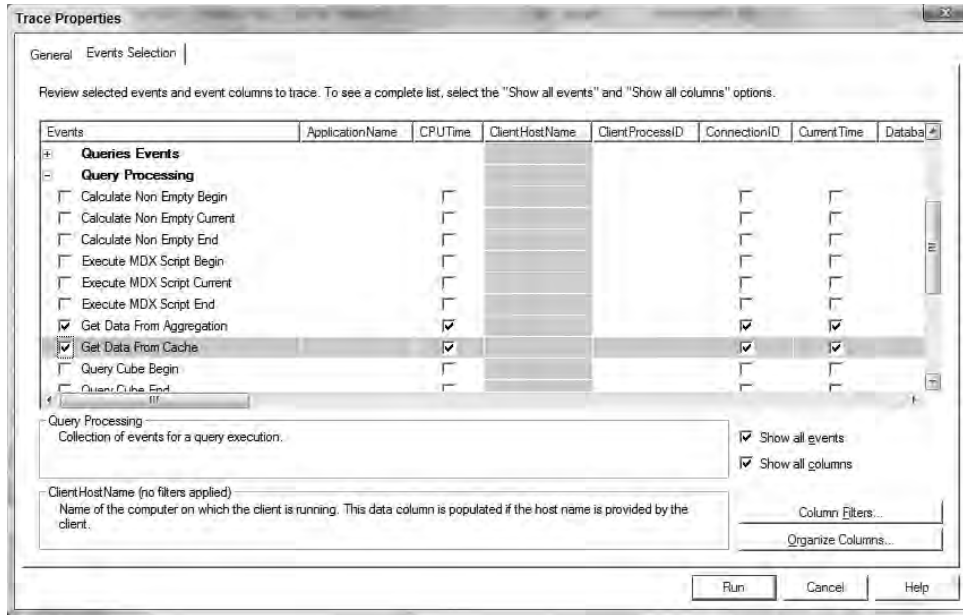 Trace Properties
General Events Selection
Review selected events and event columns to trace. To see a complete list, select the "Show all events" and "Show all columns" options.
Events ApplicationName CPUTime ClientHostName ClientProcessID ConnectionID CurrentTime Databa
Queries Events
Query Processing
Calculate Non Empty Begin
Calculate Non Empty Current
Calculate Non Empty End
Execute MDX Script Begin
Execute MDX Script Current
Execute MDX Script End
Get Data From Aggregation
Get Data From Cache
Query Cube Begin
Query Cube End
Query Processing
Collection of events for a query execution.
Show all events
Show all columns
ClientHostName (no filters applied)
Name of the computer on which the client is running. This data column is populated if the host name is provided by the
client.
Column Filters...
Organize Columns...
Run Cancel Help